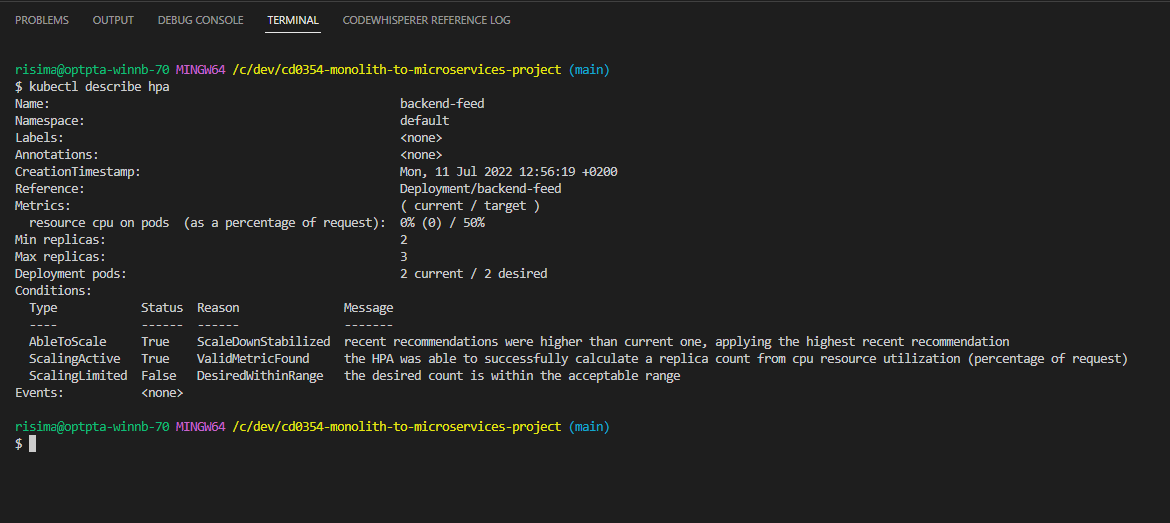 PROBLEMS OUTPUT DEBUG CONSOLE TERMINAL CODEWHISPERER REFERENCE LOG
risima@optpta-winnb-70 MINGW64 /c/dev/cd0354-monolith-to-microservices-project (main)
$ kubectl describe hpa
Name: backend-feed
Namespace: default
Labels: <none>
Annotations: <none>
CreationTimestamp: Mon, 11 Jul 2022 12:56:19 +0200
Reference: Deployment/backend-feed
Metrics: ( current / target )
  resource cpu on pods  (as a percentage of request): 0% (0) / 50%
Min replicas: 2
Max replicas: 3
Deployment pods: 2 current / 2 desired
Conditions:
  Type            Status  Reason               Message
  ----            ------  ------               -------
  AbleToScale     True    ScaleDownStabilized  recent recommendations were higher than current one, applying the highest recent recommendation
  ScalingActive   True    ValidMetricFound     the HPA was able to successfully calculate a replica count from cpu resource utilization (percentage of request)
  ScalingLimited  False   DesiredWithinRange   the desired count is within the acceptable range
Events:           <none>
risima@optpta-winnb-70 MINGW64 /c/dev/cd0354-monolith-to-microservices-project (main)
$